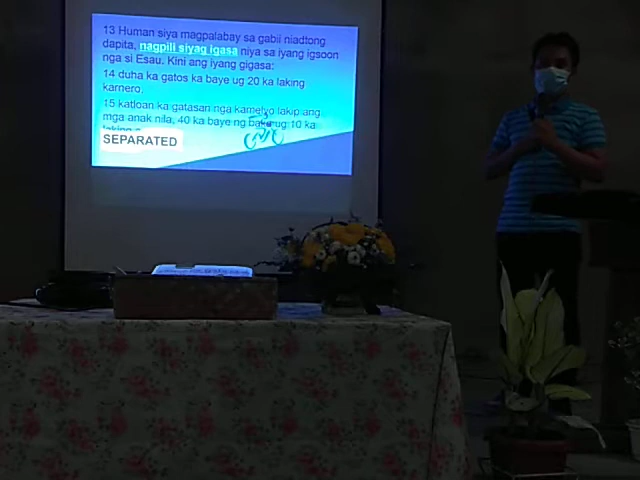 13 Human siya magpalabay sa gabii niadtong
dapita, nagpili siyag igasa niya sa iyang igsoon
nga si Esau. Kini ang iyang gigasa:
14 duha ka gatos ka baye ug 20 ka laking
karnero.
15 katloan ka gatasan nga kamelyo lakip ang
mga anak nila, 40 ka baye ng baka ug 10 ka
SEPARATED